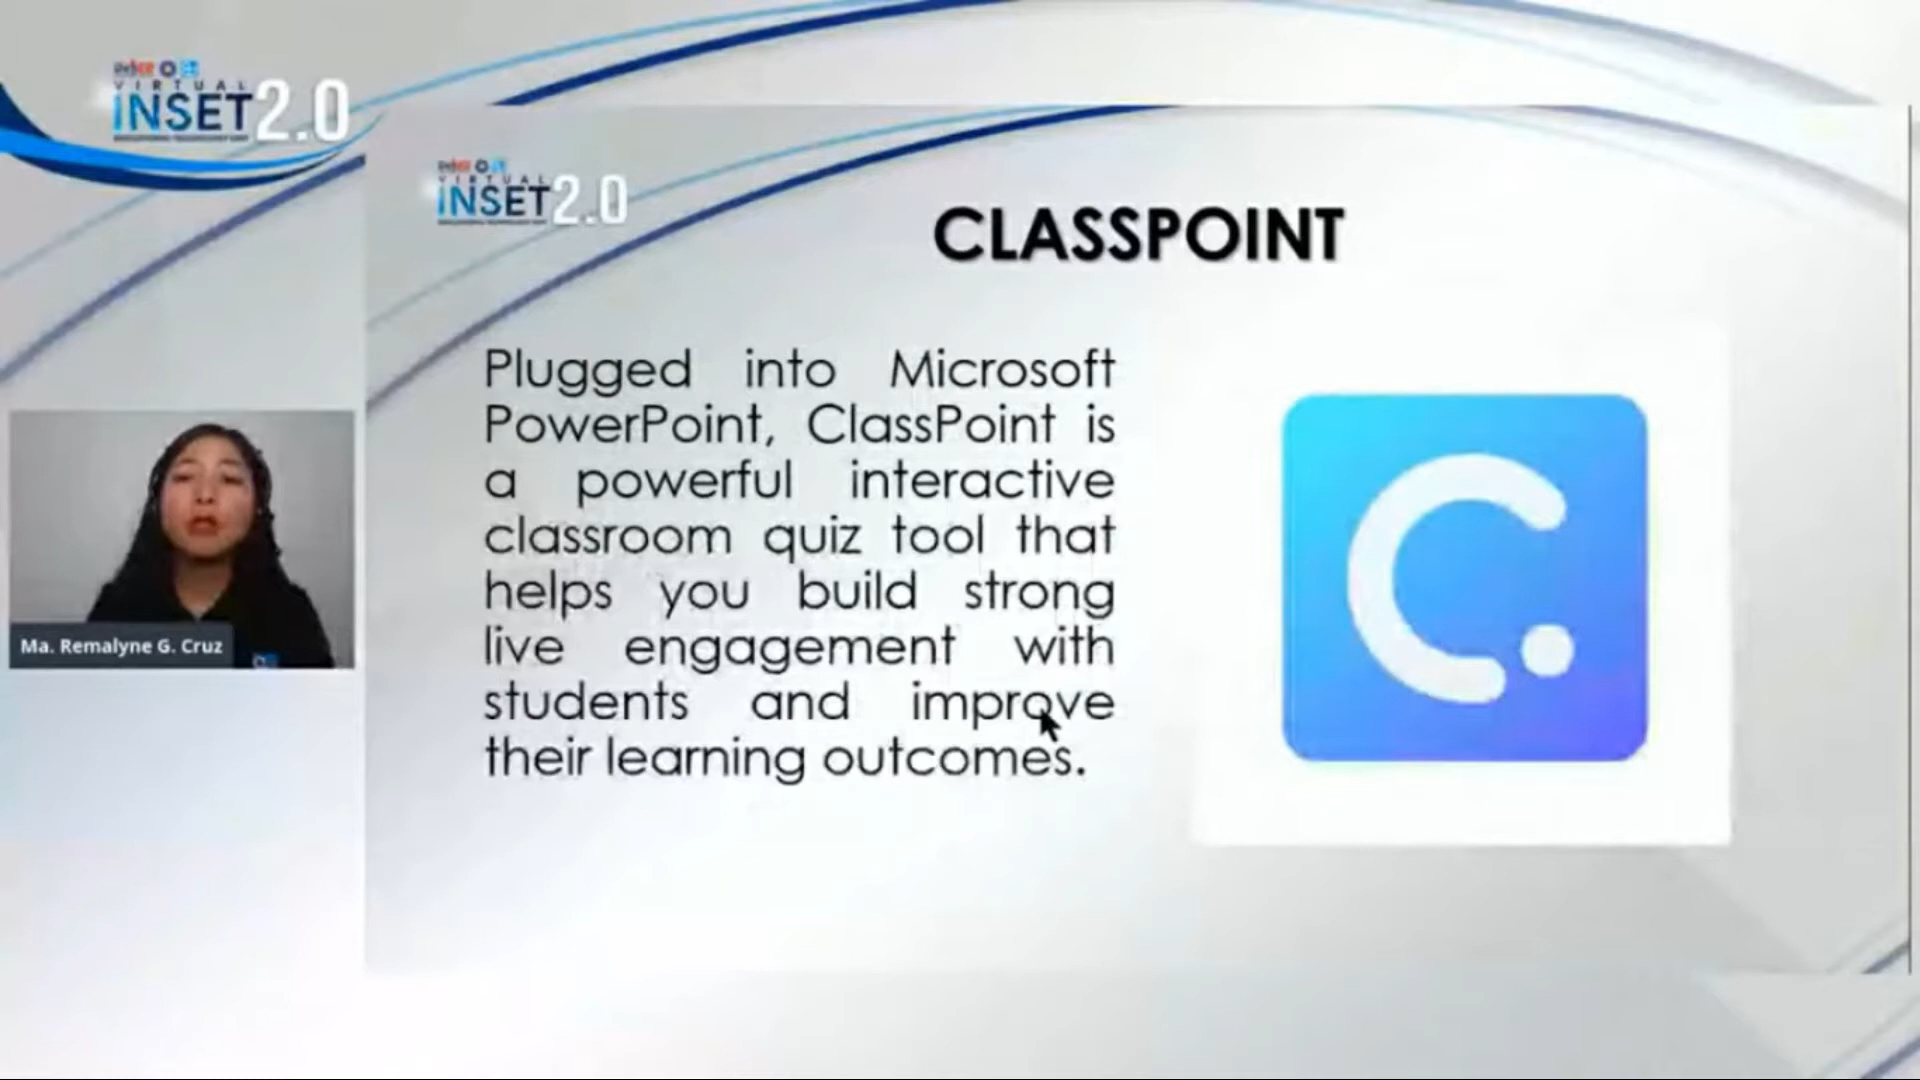 VIRTUAL
INSET 2.0
VIRTUAL
INSET 2.0
CLASSPOINT
Plugged into Microsoft
PowerPoint, ClassPoint is
a powerful interactive
classroom quiz tool that
helps you build strong
live engagement with
students and improve
their learning outcomes.
Ma. Remalyne G. Cruz